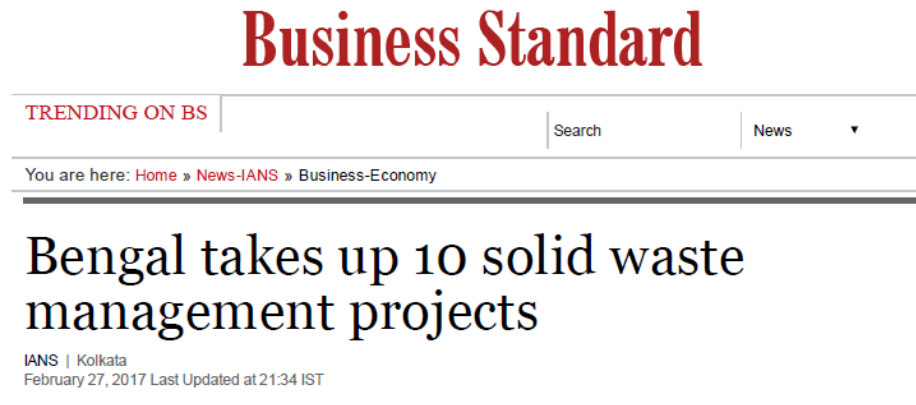 Business Standard
TRENDING ON BS
Search News ▼
You are here: Home » News-IANS » Business-Economy
Bengal takes up 10 solid waste
management projects
IANS | Kolkata
February 27, 2017 Last Updated at 21:34 IST